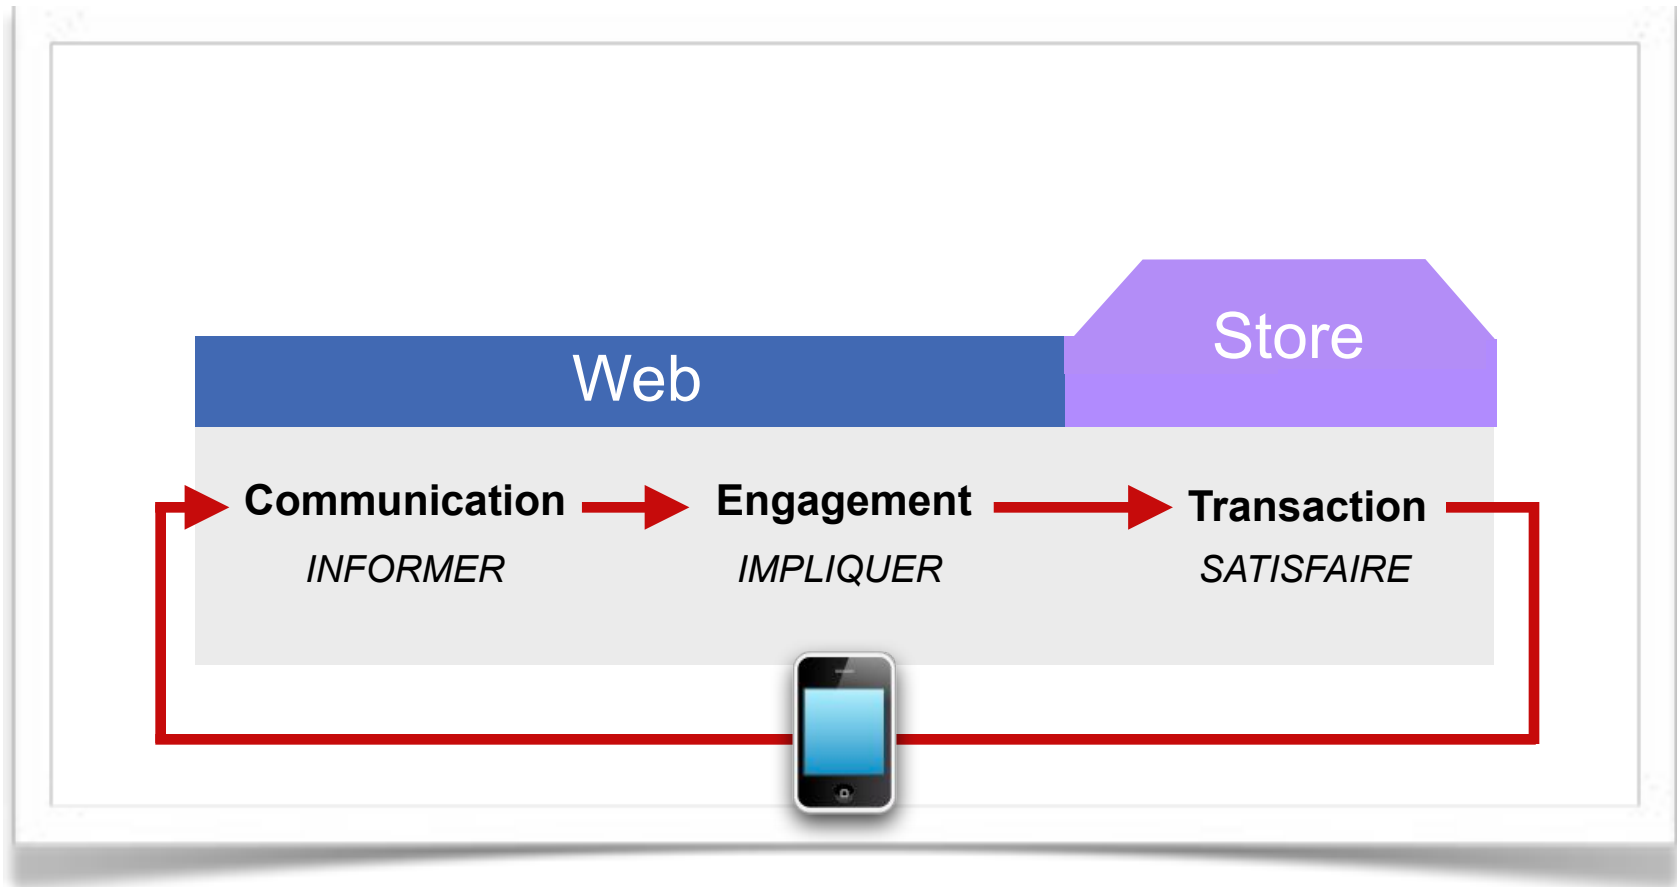 Store
Web
Communication
Engagement
Transaction
INFORMER
IMPLIQUER
SATISFAIRE